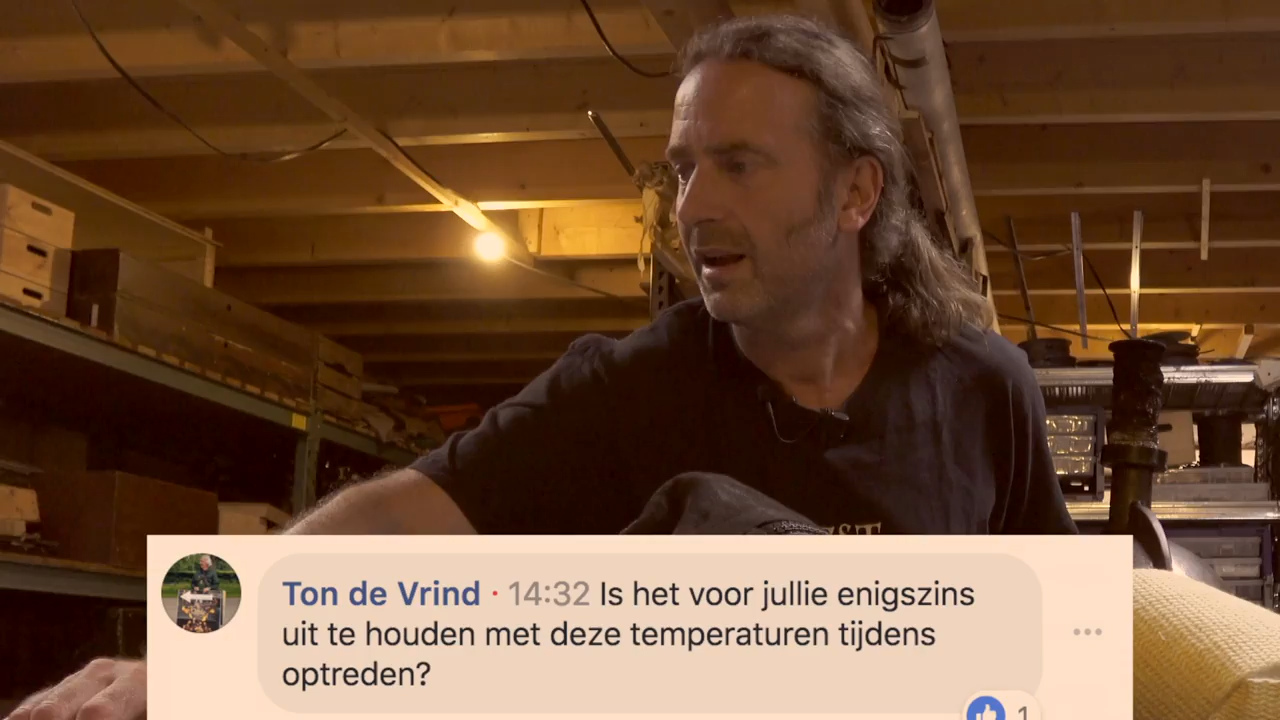 Ton de Vrind · 14:32 Is het voor jullie enigszins
uit te houden met deze temperaturen tijdens
optreden?
1